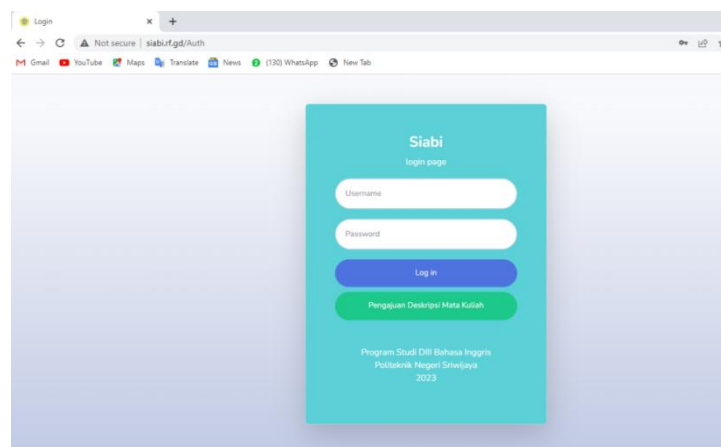 Login
Not secure | siabi.rf.gd/Auth
Gmail YouTube Maps Translate News (130) WhatsApp New Tab
Siabi
login page
Username
Password
Log in
Pengajuan Deskripsi Mata Kuliah
Program Studi DIII Bahasa Inggris
Politeknik Negeri Sriwijaya
2023